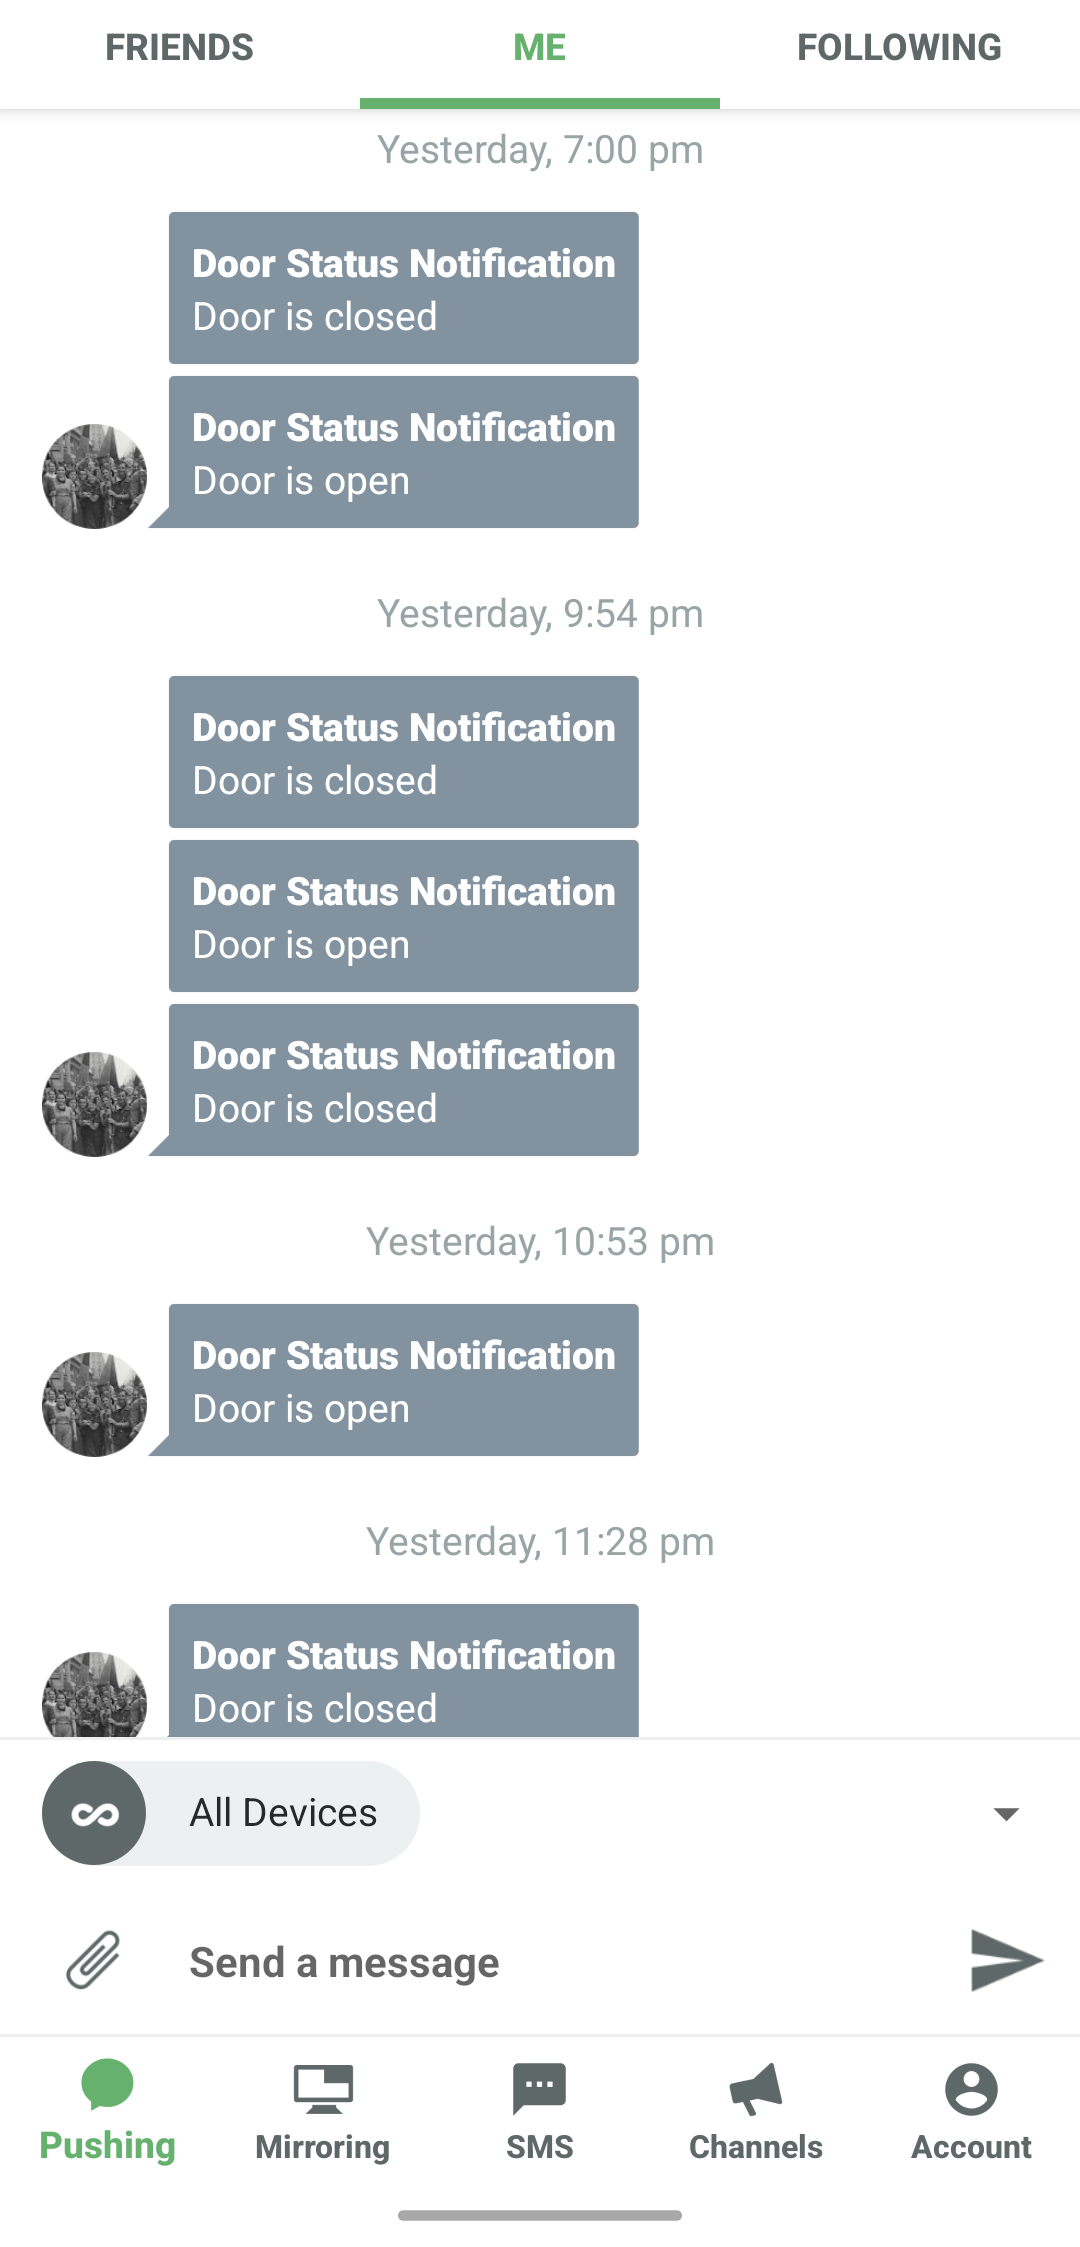 FRIENDS ME FOLLOWING
Yesterday, 7:00 pm
Door Status Notification
Door is closed
Door Status Notification
Door is open
Yesterday, 9:54 pm
Door Status Notification
Door is closed
Door Status Notification
Door is open
Door Status Notification
Door is closed
Yesterday, 10:53 pm
Door Status Notification
Door is open
Yesterday, 11:28 pm
Door Status Notification
Door is closed
All Devices
Send a message
Pushing Mirroring SMS Channels Account